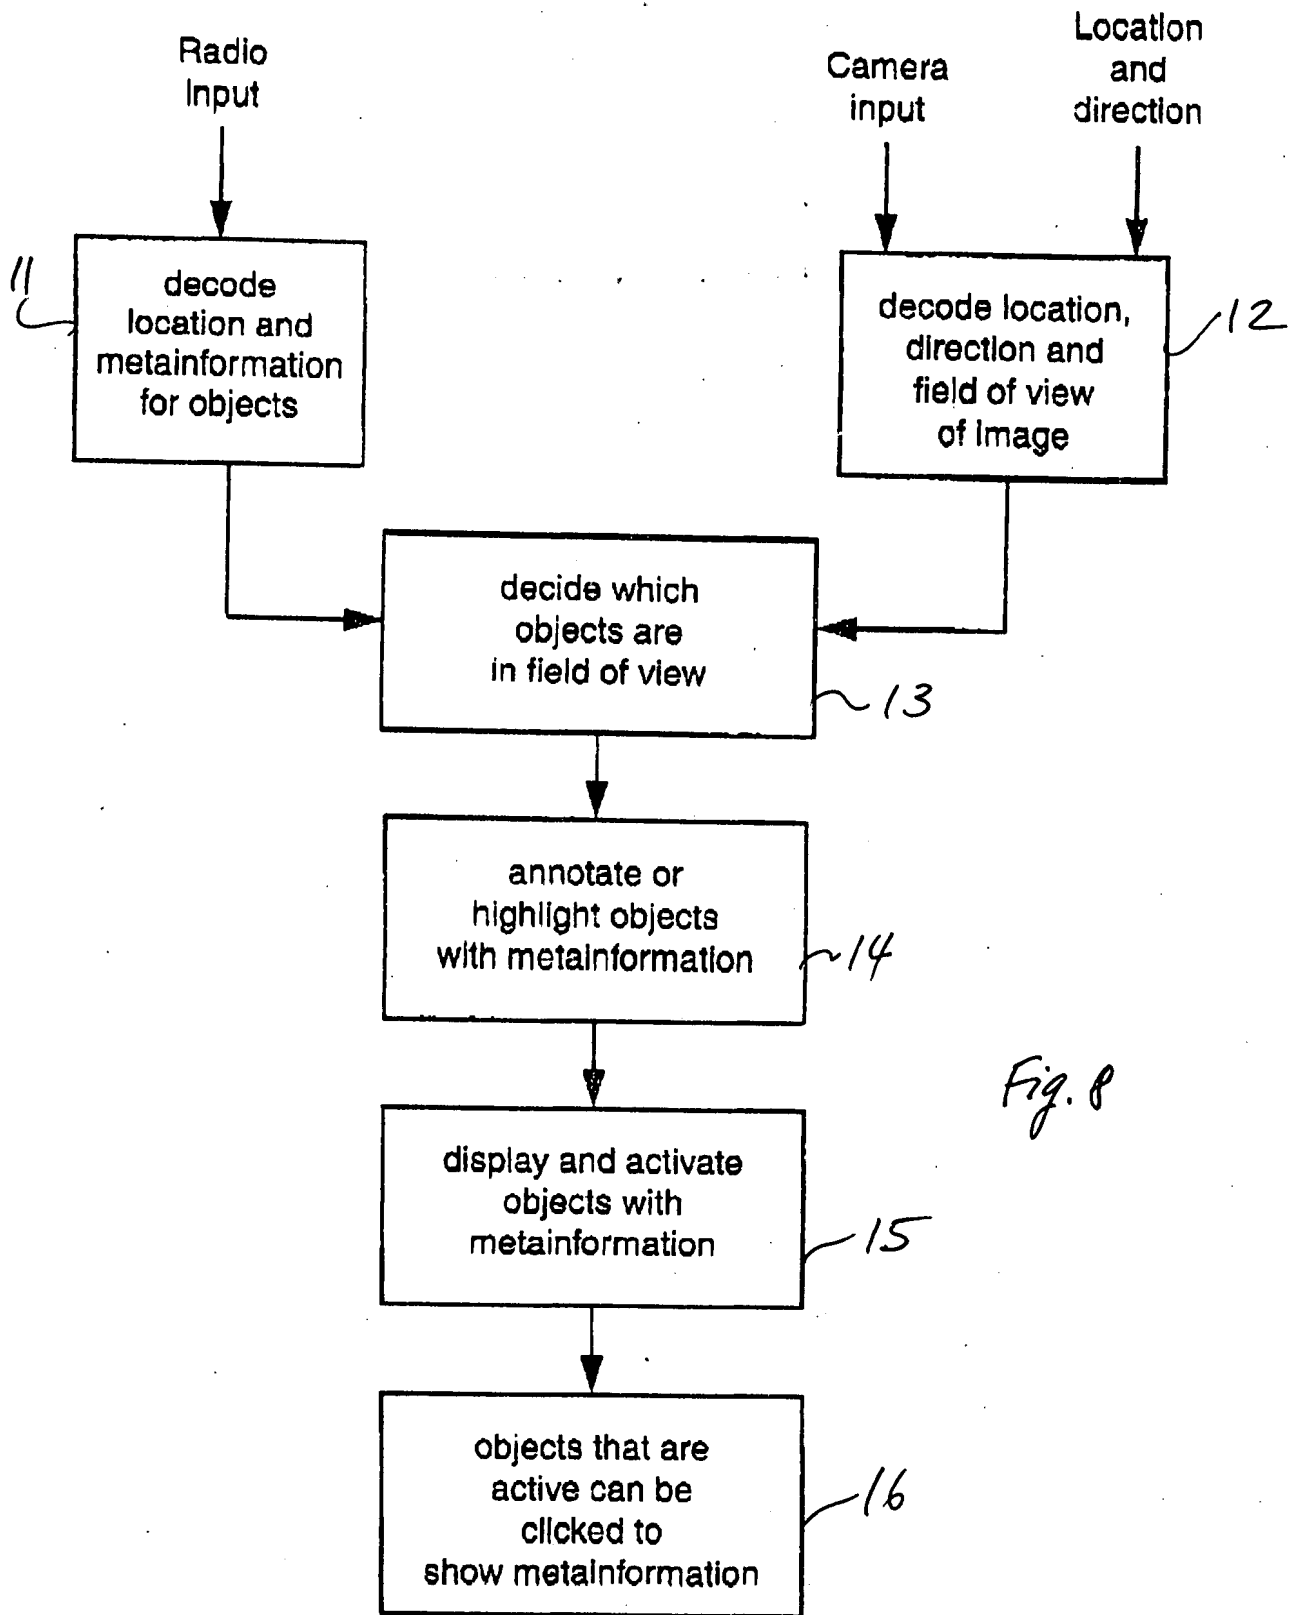 Radio
Input
Camera
input
Location
and
direction
11
decode
location and
metainformation
for objects
decode location,
direction and
field of view
of image
12
decide which
objects are
in field of view
13
annotate or
highlight objects
with metainformation
14
Fig. 8
display and activate
objects with
metainformation
15
objects that are
active can be
clicked to
show metainformation
16